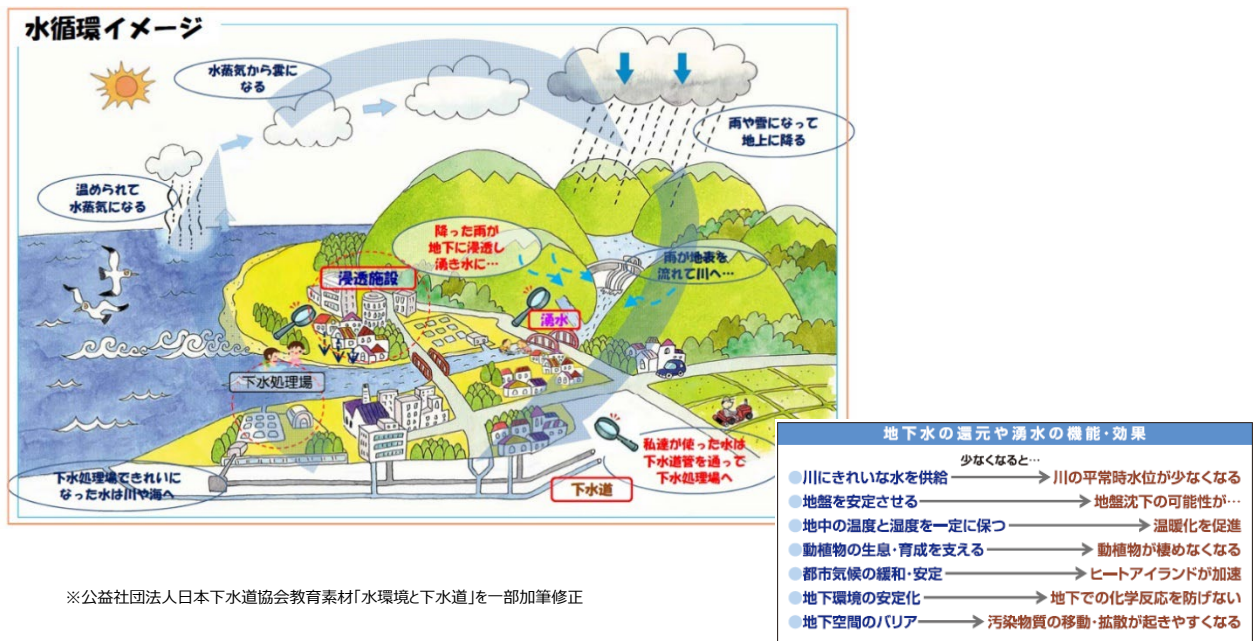 水循環イメージ
水蒸気から雲に
なる
雨や雪になって
地上に降る
温められて
水蒸気になる
降った雨が
地下に浸透し
湧き水に…
雨が地表を
流れて川へ…
浸透施設
湧水
下水処理場
私達が使った水は
下水道管を通って
下水処理場へ
下水処理場できれいに
なった水は川や海へ
下水道
地下水の還元や湧水の機能・効果
少なくなると…
●川にきれいな水を供給 川の平常時水位が少なくなる
●地盤を安定させる 地盤沈下の可能性が…
●地中の温度と湿度を一定に保つ 温暖化を促進
●動植物の生息・育成を支える 動植物が棲めなくなる
●都市気候の緩和・安定 ヒートアイランドが加速
●地下環境の安定化 地下での化学反応を防げない
●地下空間のバリア 汚染物質の移動・拡散が起きやすくなる
※公益社団法人日本下水道協会教育素材「水環境と下水道」を一部加筆修正